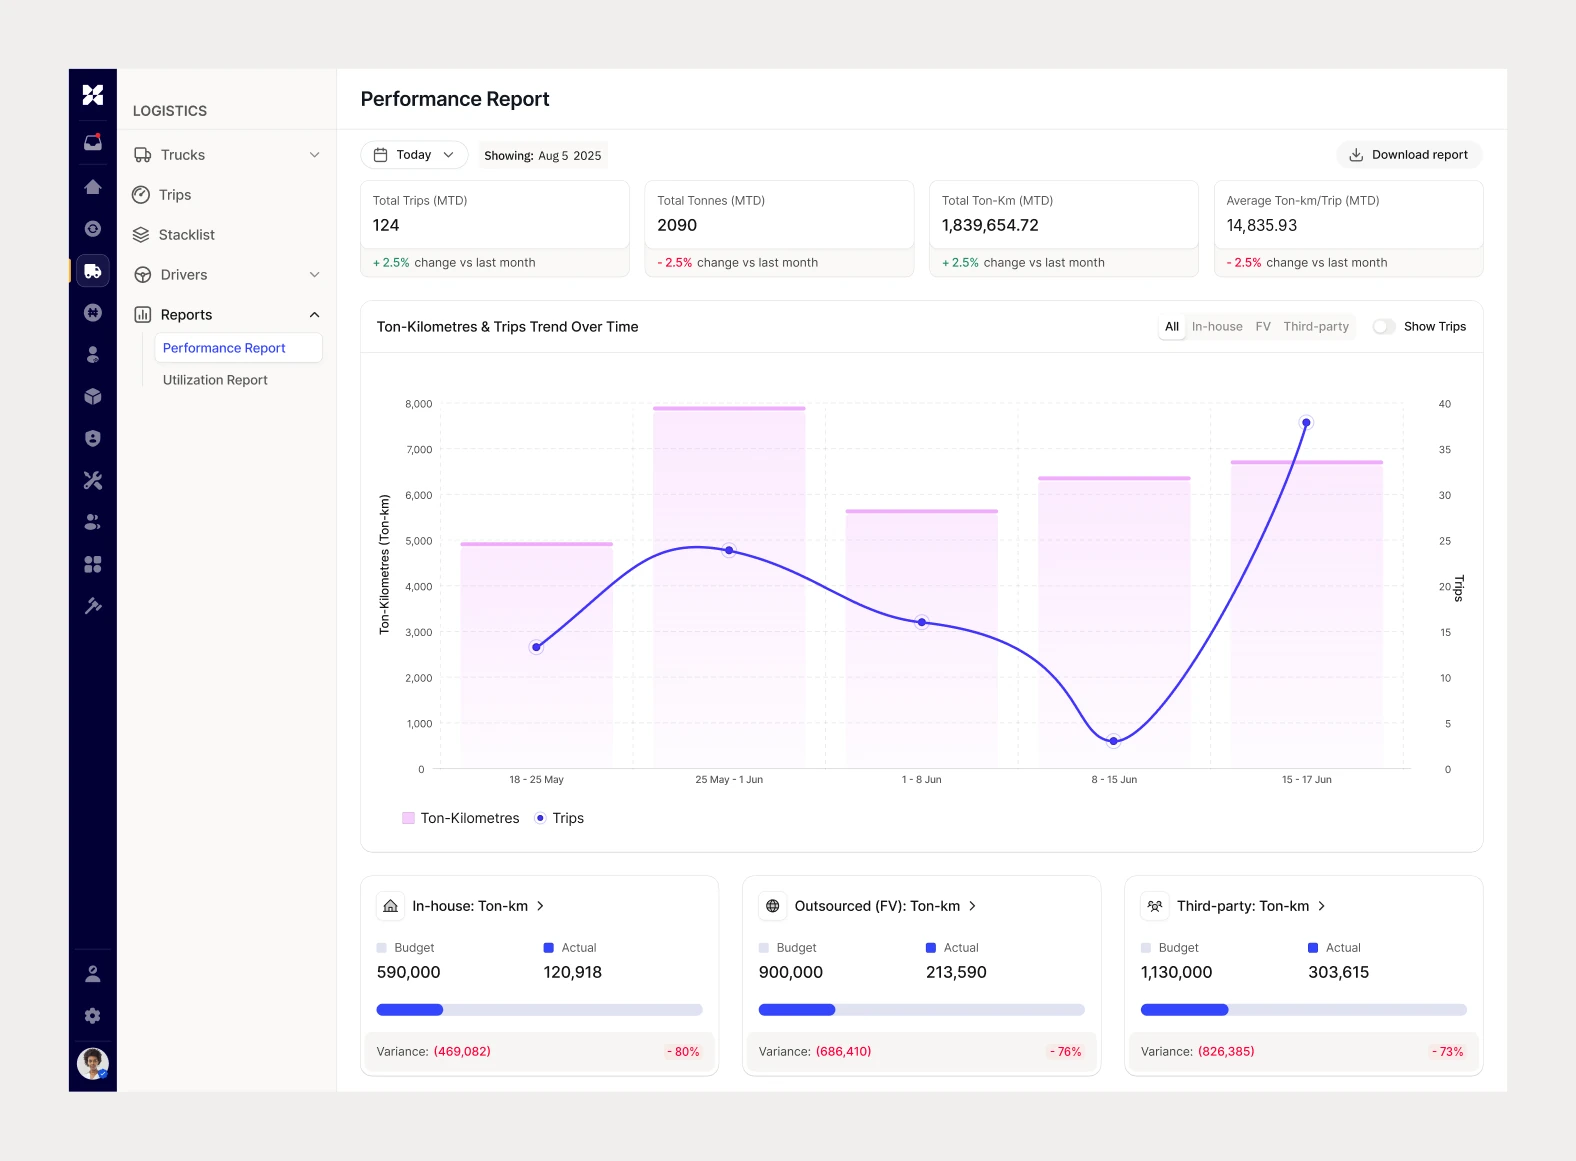 LOGISTICS
Trucks
Trips
Stacklist
Drivers
Reports
Performance Report
Utilization Report
Performance Report
Today
Showing: Aug 5 2025
Download report
Total Trips (MTD)
124
+ 2.5% change vs last month
Total Tonnes (MTD)
2090
- 2.5% change vs last month
Total Ton-Km (MTD)
1,839,654.72
+ 2.5% change vs last month
Average Ton-km/Trip (MTD)
14,835.93
- 2.5% change vs last month
Ton-Kilometres & Trips Trend Over Time
All In-house FV Third-party
Show Trips
Ton-Kilometres (Ton-km)
8,000
7,000
6,000
5,000
4,000
3,000
2,000
1,000
0
40
35
30
25
20
15
10
5
0
Trips
18 - 25 May
25 May - 1 Jun
1 - 8 Jun
8 - 15 Jun
15 - 17 Jun
Ton-Kilometres
Trips
In-house: Ton-km
Budget
590,000
Actual
120,918
Variance: (469,082)
- 80%
Outsourced (FV): Ton-km
Budget
900,000
Actual
213,590
Variance: (686,410)
- 76%
Third-party: Ton-km
Budget
1,130,000
Actual
303,615
Variance: (826,385)
- 73%